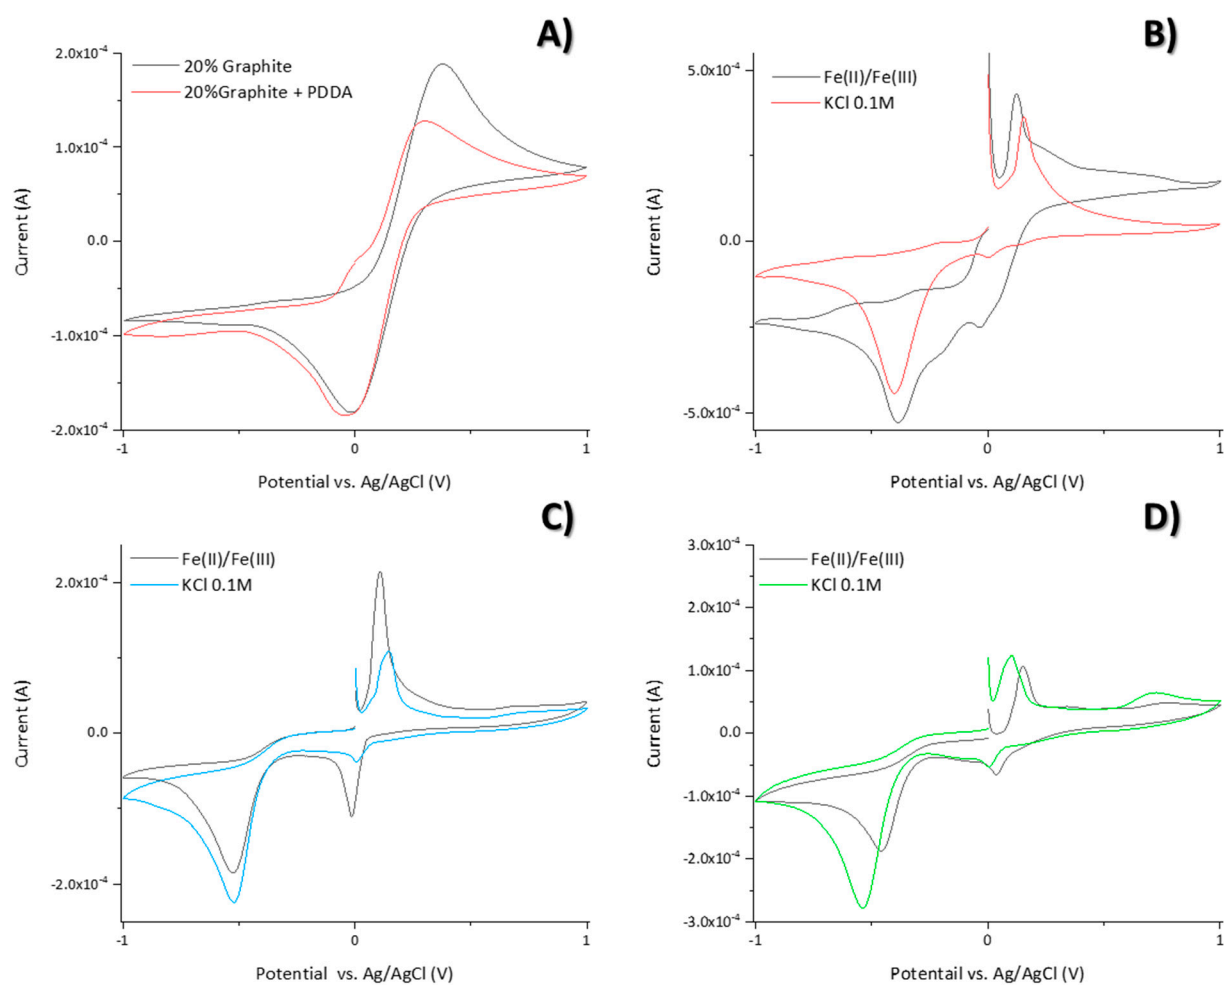 A)
2.0x10⁻⁴
20% Graphite
20%Graphite + PDDA
1.0x10⁻⁴
0.0
-1.0x10⁻⁴
-2.0x10⁻⁴
Current (A)
-1 0 1
Potential vs. Ag/AgCl (V)
B)
5.0x10⁻⁴
Fe(II)/Fe(III)
KCl 0.1M
0.0
-5.0x10⁻⁴
Current (A)
-1 0 1
Potential vs. Ag/AgCl (V)
C)
Fe(II)/Fe(III)
KCl 0.1M
2.0x10⁻⁴
0.0
-2.0x10⁻⁴
Current (A)
-1 0 1
Potential vs. Ag/AgCl (V)
D)
3.0x10⁻⁴
Fe(II)/Fe(III)
KCl 0.1M
2.0x10⁻⁴
1.0x10⁻⁴
0.0
-1.0x10⁻⁴
-2.0x10⁻⁴
-3.0x10⁻⁴
Current (A)
-1 0 1
Potentail vs. Ag/AgCl (V)